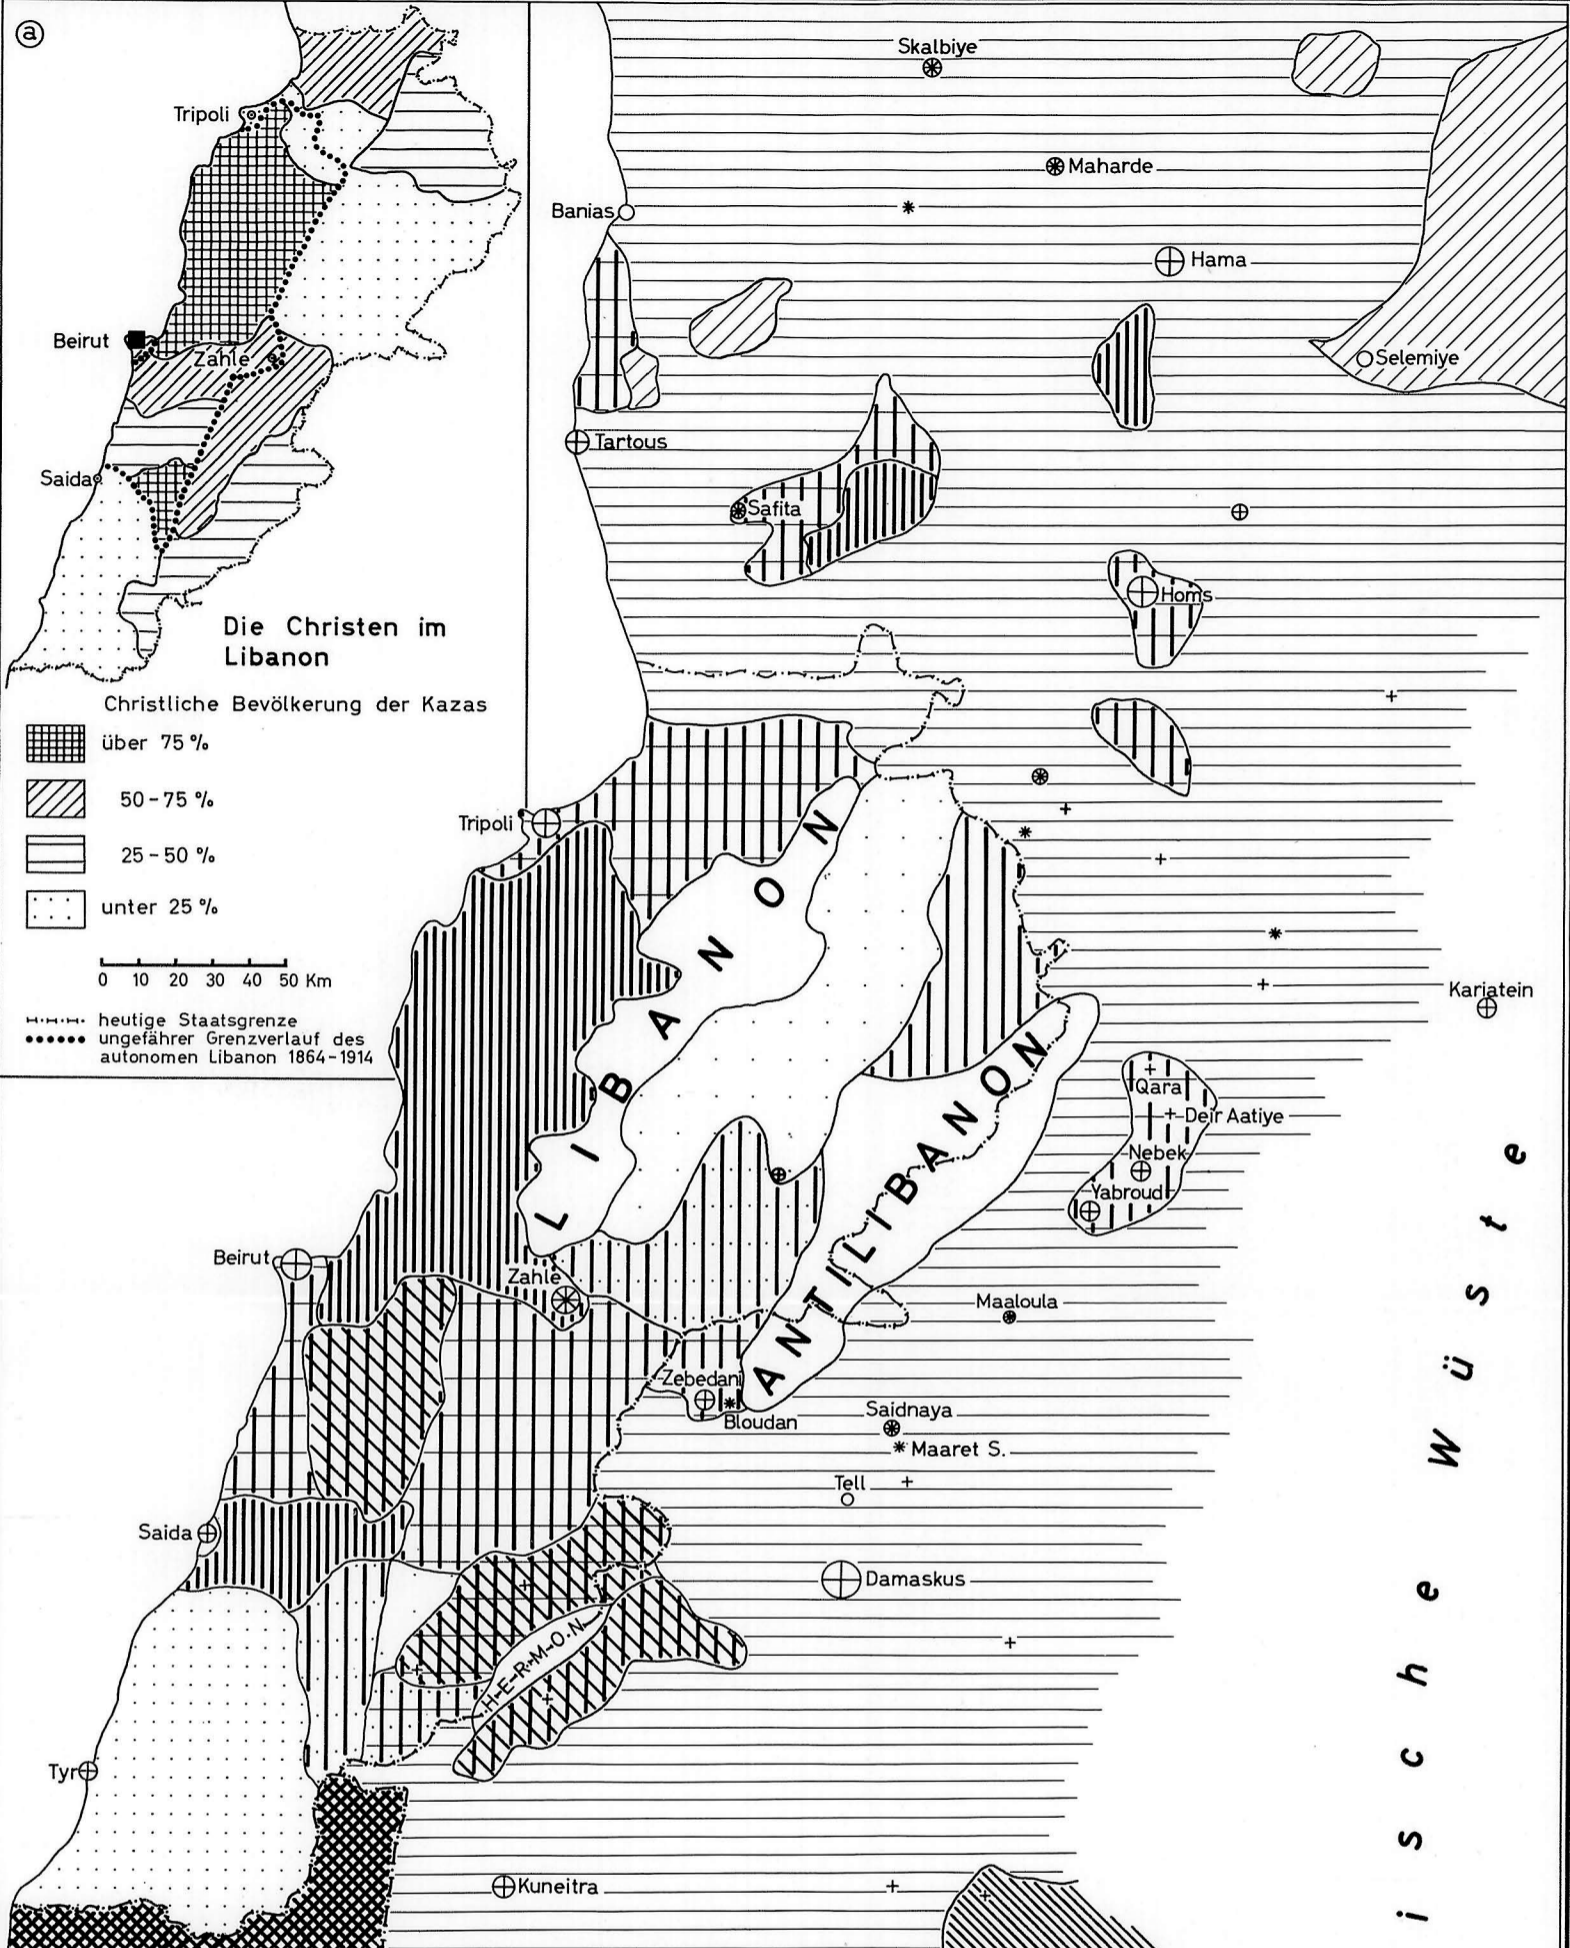 a
Tripoli
Beirut
Zahle
Saida
Die Christen im
Libanon
Christliche Bevölkerung der Kazas
über 75 %
50-75 %
25-50 %
unter 25 %
0 10 20 30 40 50 Km
heutige Staatsgrenze
ungefährer Grenzverlauf des
autonomen Libanon 1864-1914
Skalbiye
Maharde
Banias
Hama
Selemiye
Tartous
Safita
Homs
Tripoli
LIBANON
Kariatein
Qara
Deir Aatiye
Nebek
Yabroud
ANTILIBANON
Beirut
Zahle
Maaloula
Zebedani
Bloudan
Saidnaya
Maaret S.
Tell
Saida
Damaskus
HERMON
Tyr
Kuneitra
ische Wüste